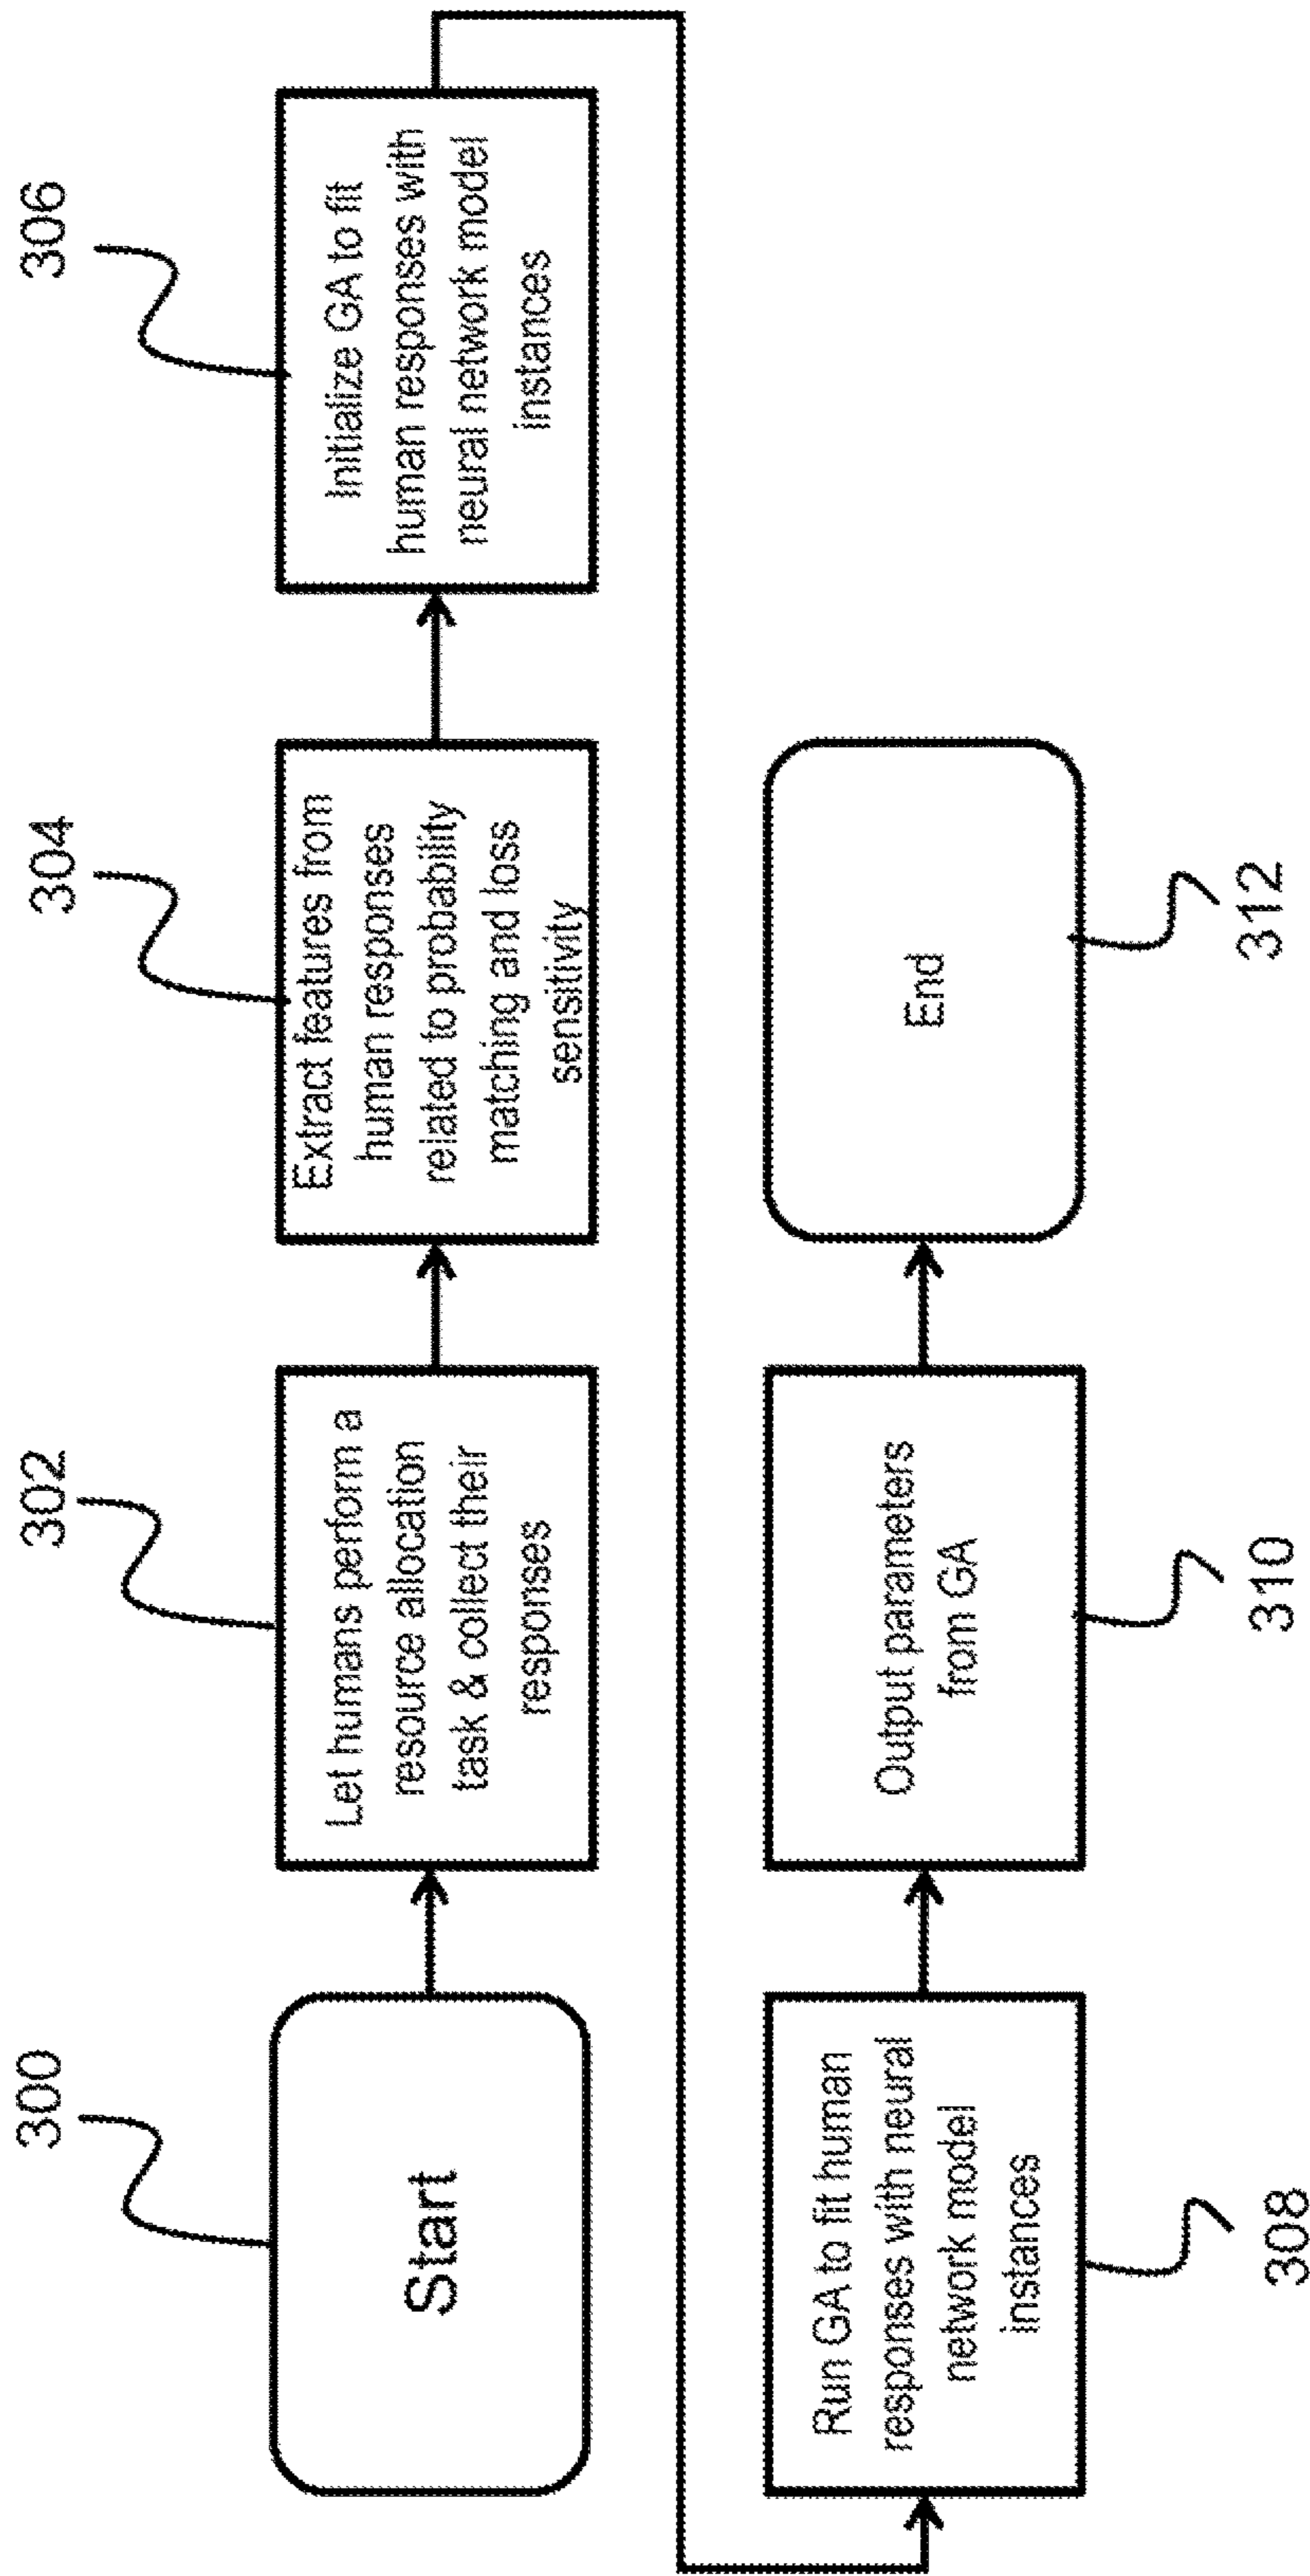 300
Start
302
Let humans perform a
resource allocation
task & collect their
responses
304
Extract features from
human responses
related to probability
matching and loss
sensitivity
306
Initialize GA to fit
human responses with
neural network model
instances
Run GA to fit human
responses with neural
network model
instances
308
Output parameters
from GA
310
End
312